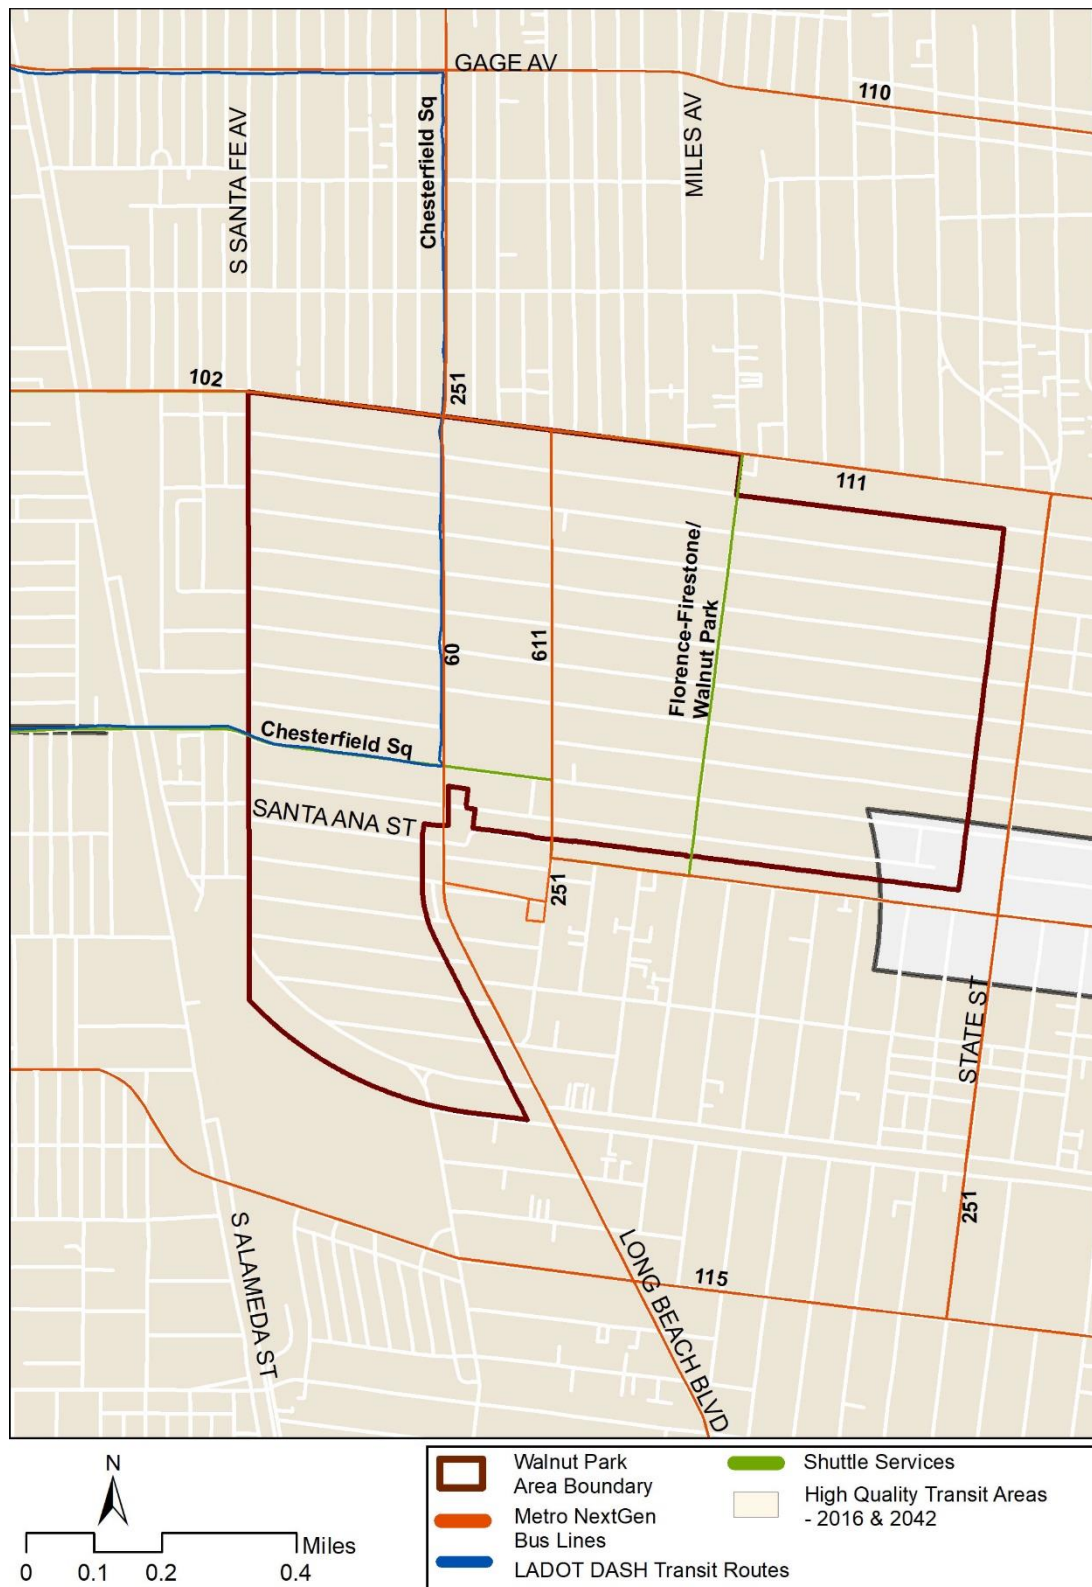 GAGE AV
110
S SANTA FE AV
Chesterfield Sq
MILES AV
102
251
111
Florence-Firestone/
Walnut Park
60
611
Chesterfield Sq
SANTA ANA ST
251
STATE ST
251
S ALAMEDA ST
LONG BEACH BLVD
115
N
Miles
0 0.1 0.2 0.4
Walnut Park
Area Boundary
Metro NextGen
Bus Lines
LADOT DASH Transit Routes
Shuttle Services
High Quality Transit Areas
- 2016 & 2042